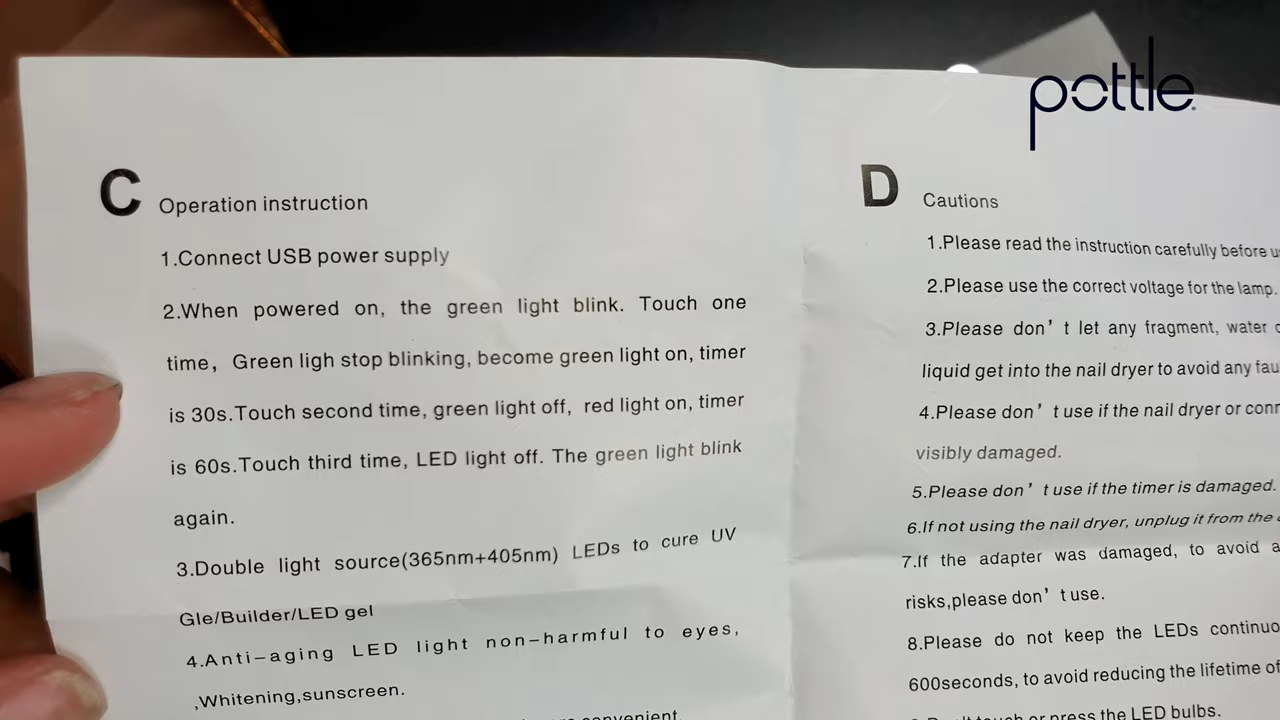 pottle
C Operation instruction
1.Connect USB power supply
2.When powered on, the green light blink. Touch one
time, Green ligh stop blinking, become green light on, timer
is 30s.Touch second time, green light off, red light on, timer
is 60s.Touch third time, LED light off. The green light blink
again.
3.Double light source(365nm+405nm) LEDs to cure UV
Gle/Builder/LED gel
4.Anti-aging LED light non-harmful to eyes,
,Whitening,sunscreen.
convenient
D Cautions
1.Please read the instruction carefully before
2.Please use the correct voltage for the lamp.
3.Please don't let any fragment, water
liquid get into the nail dryer to avoid any
4.Please don't use if the nail dryer or
visibly damaged.
5.Please don't use if the timer is damaged.
6.If not using the nail dryer, unplug it from the
7.If the adapter was damaged, to avoid
risks,please don't use.
8.Please do not keep the LEDs
600seconds, to avoid reducing the lifetime of
touch or press the LED bulbs.